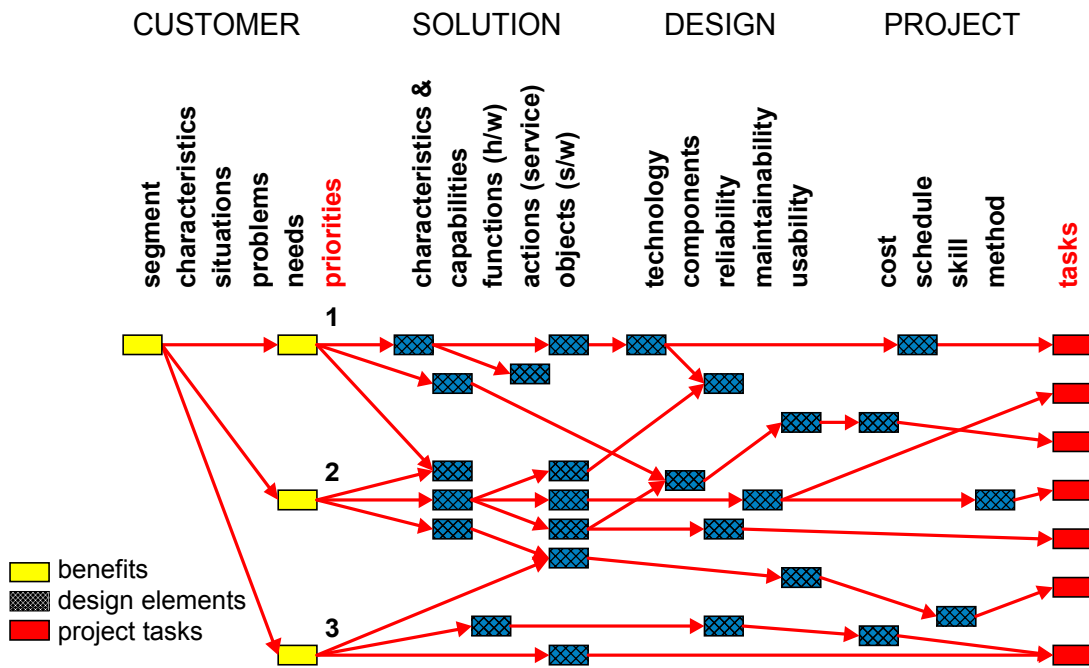 CUSTOMER
SOLUTION
DESIGN
PROJECT
segment
characteristics
situations
problems
needs
priorities
characteristics &
capabilities
functions (h/w)
actions (service)
objects (s/w)
technology
components
reliability
maintainability
usability
cost
schedule
skill
method
tasks
1
2
3
benefits
design elements
project tasks